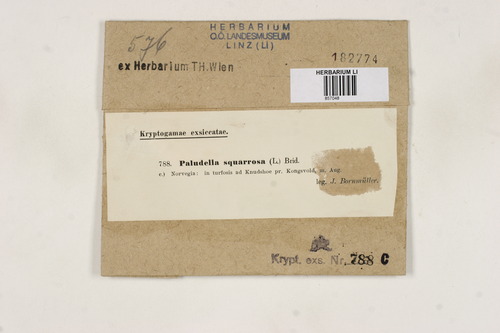 576
HERBARIUM
O.Ö. LANDESMUSEUM
LINZ (LI)
182774
ex Herbarium TH. Wien
HERBARIUM LI
857048
Kryptogamae exsiccatae.
788. Paludella squarrosa (L.) Brid.
c.) Norvegia: in turfosis ad Knudshoe pr. Kongsvold, m. Aug.
leg. J. Bornmüller.
Krypt. exs. Nr. 788 C